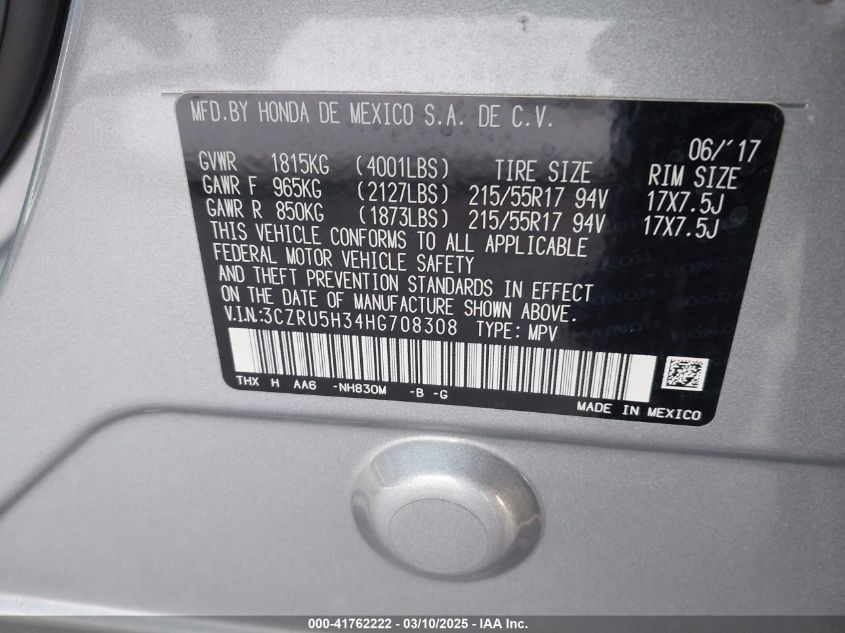 MFD.BY HONDA DE MEXICO S.A. DE C.V.
06/'17
GVWR 1815KG (4001LBS) TIRE SIZE RIM SIZE
GAWR F 965KG (2127LBS) 215/55R17 94V 17X7.5J
GAWR R 850KG (1873LBS) 215/55R17 94V 17X7.5J
THIS VEHICLE CONFORMS TO ALL APPLICABLE
FEDERAL MOTOR VEHICLE SAFETY
AND THEFT PREVENTION STANDARDS IN EFFECT
ON THE DATE OF MANUFACTURE SHOWN ABOVE.
V.I.N.:3CZRU5H34HG708308 TYPE: MPV
THX H AA6 -NH830M -B -G
MADE IN MEXICO
000-41762222 — 03/10/2025 — IAA Inc.